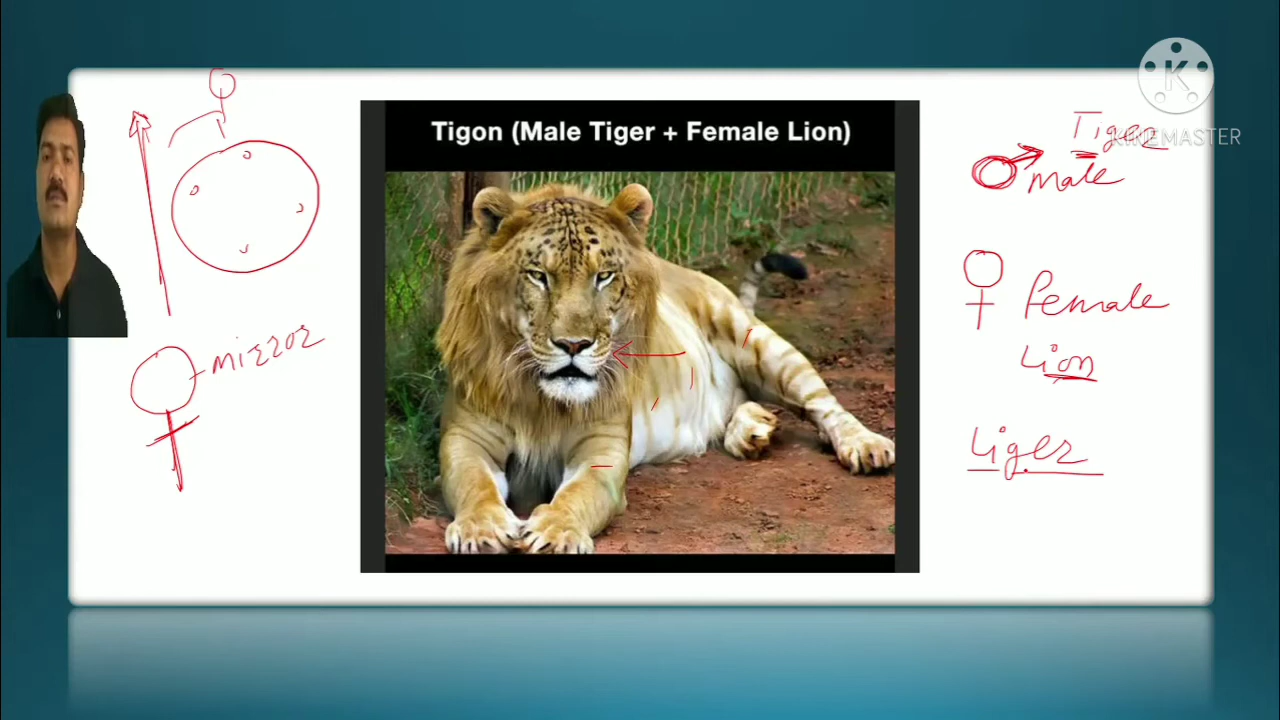 Tigon (Male Tiger + Female Lion)
mirror
K
KINEMASTER
Tiger
male
female
Lion
Liger